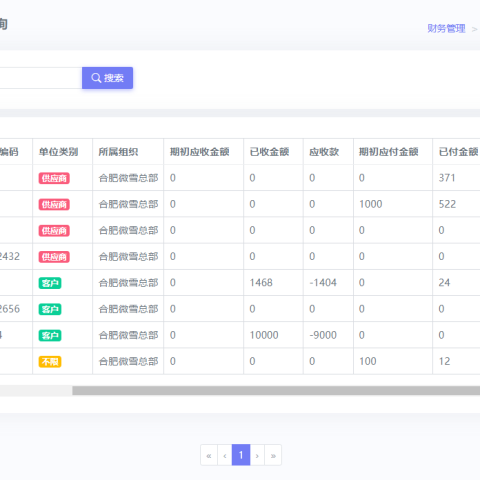 询
财务管理 >
搜索
编码 单位类别 所属组织 期初应收金额 已收金额 应收款 期初应付金额 已付金额
供应商 合肥微雪总部 0 0 0 0 371
供应商 合肥微雪总部 0 0 0 1000 522
供应商 合肥微雪总部 0 0 0 0 0
2432 供应商 合肥微雪总部 0 0 0 0 0
客户 合肥微雪总部 0 1468 -1404 0 24
2656 客户 合肥微雪总部 0 0 0 0 0
4 客户 合肥微雪总部 0 10000 -9000 0 0
不限 合肥微雪总部 0 0 0 100 12
« ‹ 1 › »